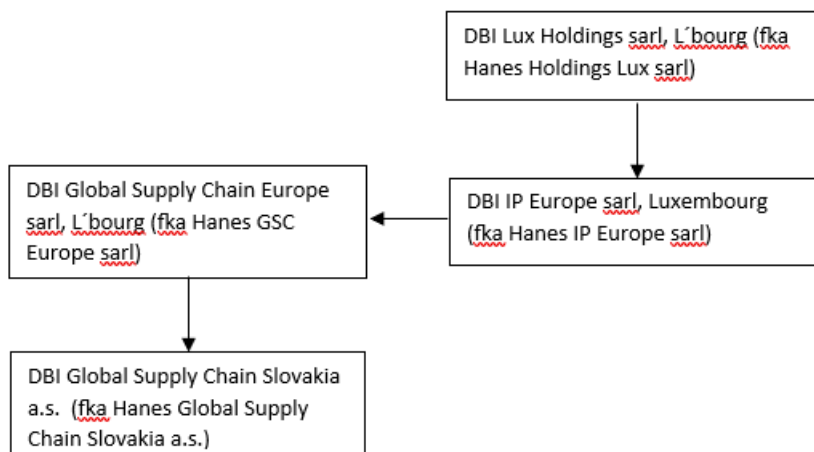 DBI Lux Holdings sarl, L´bourg (fka
Hanes Holdings Lux sarl)
DBI Global Supply Chain Europe
sarl, L´bourg (fka Hanes GSC
Europe sarl)
DBI IP Europe sarl, Luxembourg
(fka Hanes IP Europe sarl)
DBI Global Supply Chain Slovakia
a.s.  (fka Hanes Global Supply
Chain Slovakia a.s.)